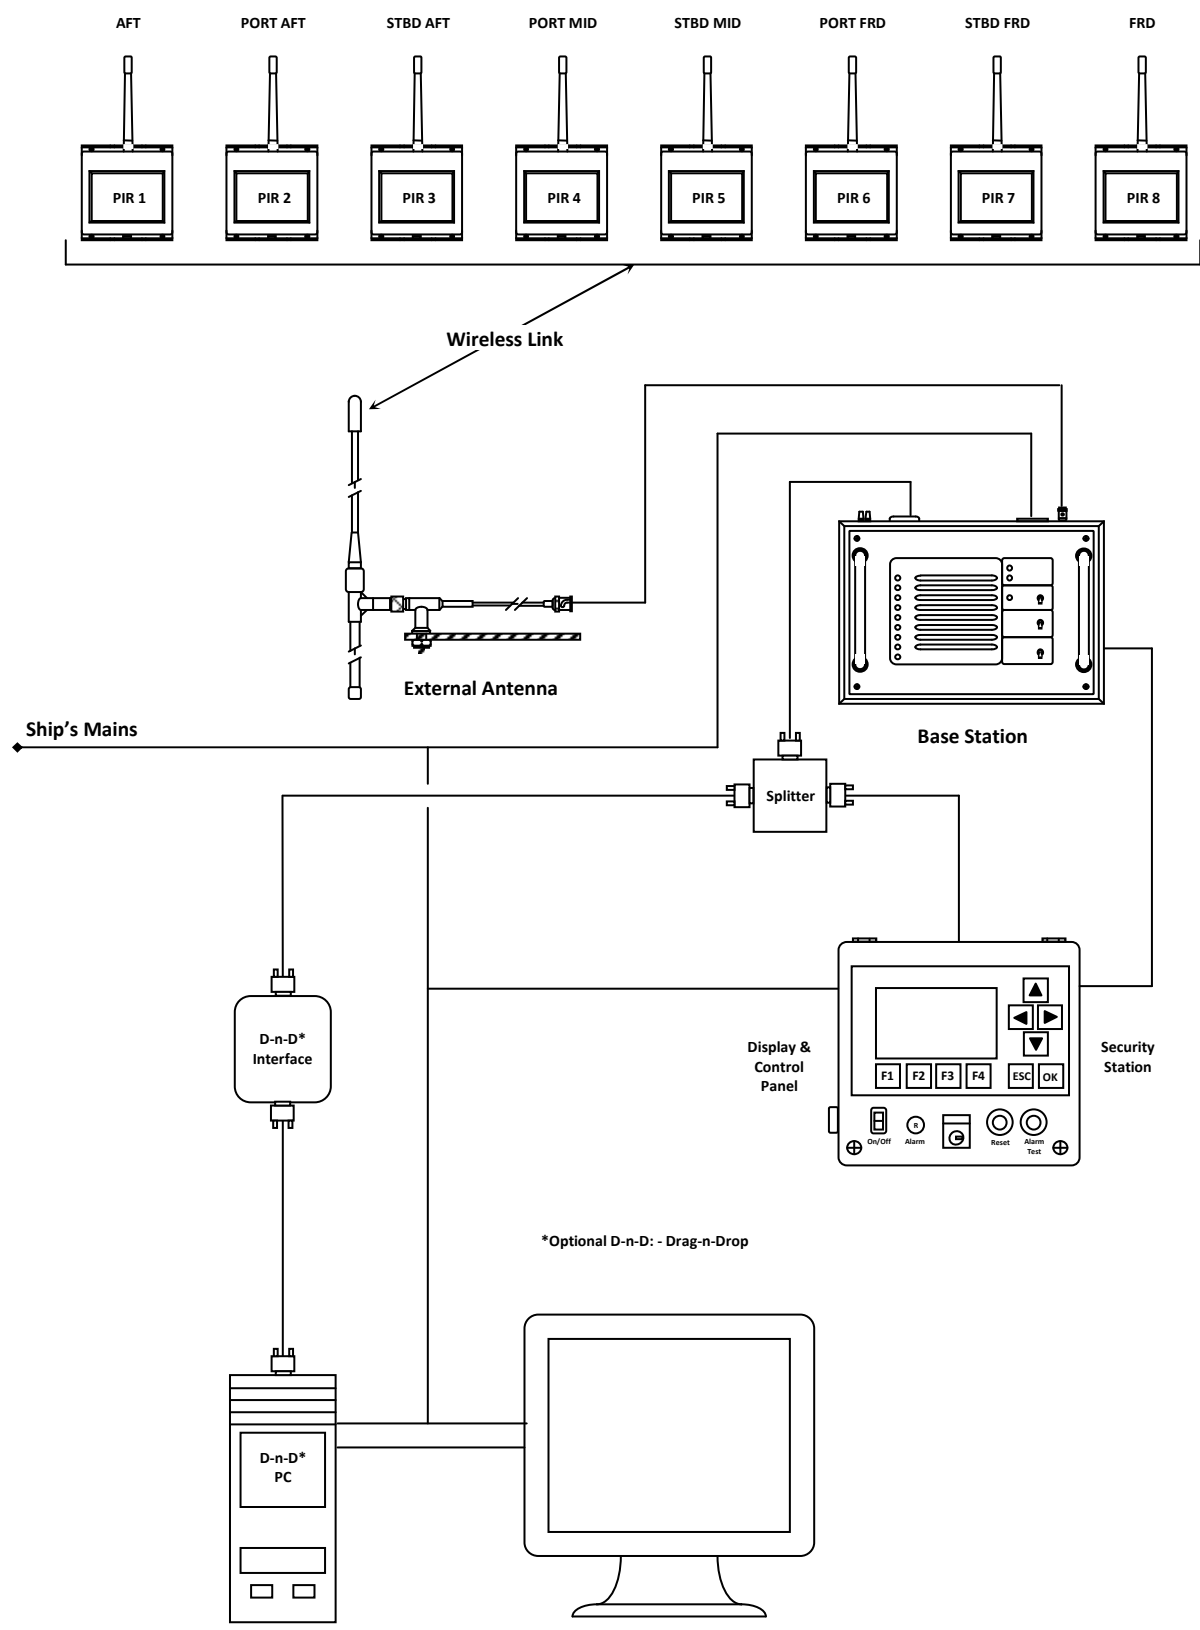 AFT PORT AFT STBD AFT PORT MID STBD MID PORT FRD STBD FRD FRD
PIR 1 PIR 2 PIR 3 PIR 4 PIR 5 PIR 6 PIR 7 PIR 8
Wireless Link
External Antenna
Ship's Mains
Base Station
Splitter
D-n-D*
Interface
Display &
Control
Panel
Security
Station
F1 F2 F3 F4 ESC OK
R
On/Off Alarm Reset Alarm
Test
*Optional D-n-D: - Drag-n-Drop
D-n-D*
PC